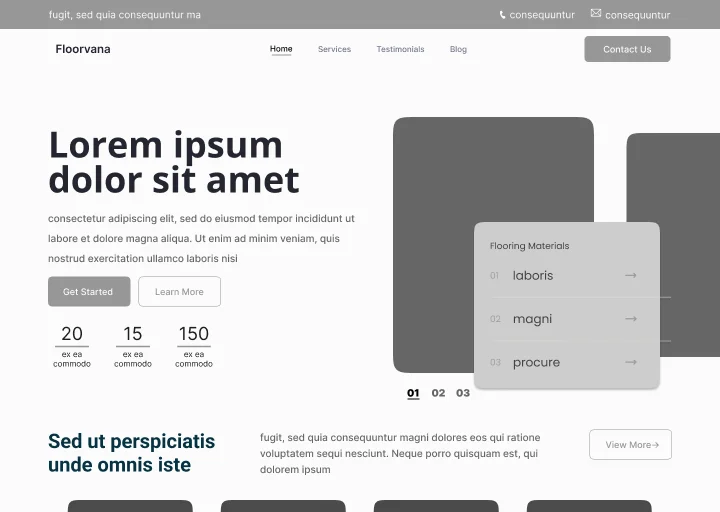 fugit, sed quia consequuntur ma
consequuntur
consequuntur
Floorvana
Home
Services
Testimonials
Blog
Contact Us
Lorem ipsum
dolor sit amet
consectetur adipiscing elit, sed do eiusmod tempor incididunt ut
labore et dolore magna aliqua. Ut enim ad minim veniam, quis
nostrud exercitation ullamco laboris nisi
Get Started
Learn More
20
ex ea
commodo
15
ex ea
commodo
150
ex ea
commodo
Flooring Materials
01 laboris →
02 magni →
03 procure →
01 02 03
Sed ut perspiciatis
unde omnis iste
fugit, sed quia consequuntur magni dolores eos qui ratione
voluptatem sequi nesciunt. Neque porro quisquam est, qui
dolorem ipsum
View More→